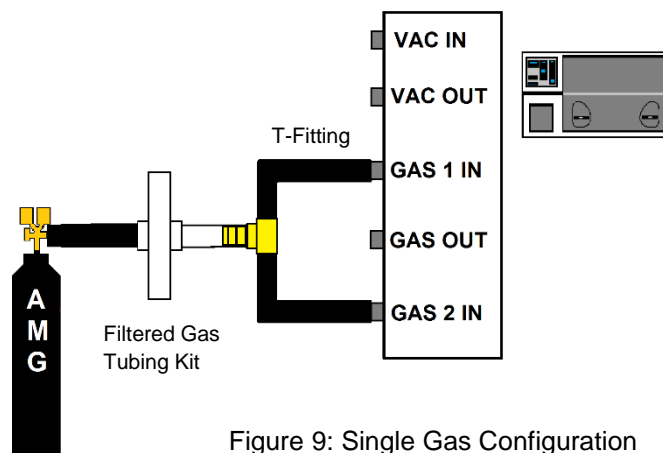 VAC IN
VAC OUT
T-Fitting
GAS 1 IN
GAS OUT
GAS 2 IN
A
M
G
Filtered Gas
Tubing Kit
Figure 9: Single Gas Configuration